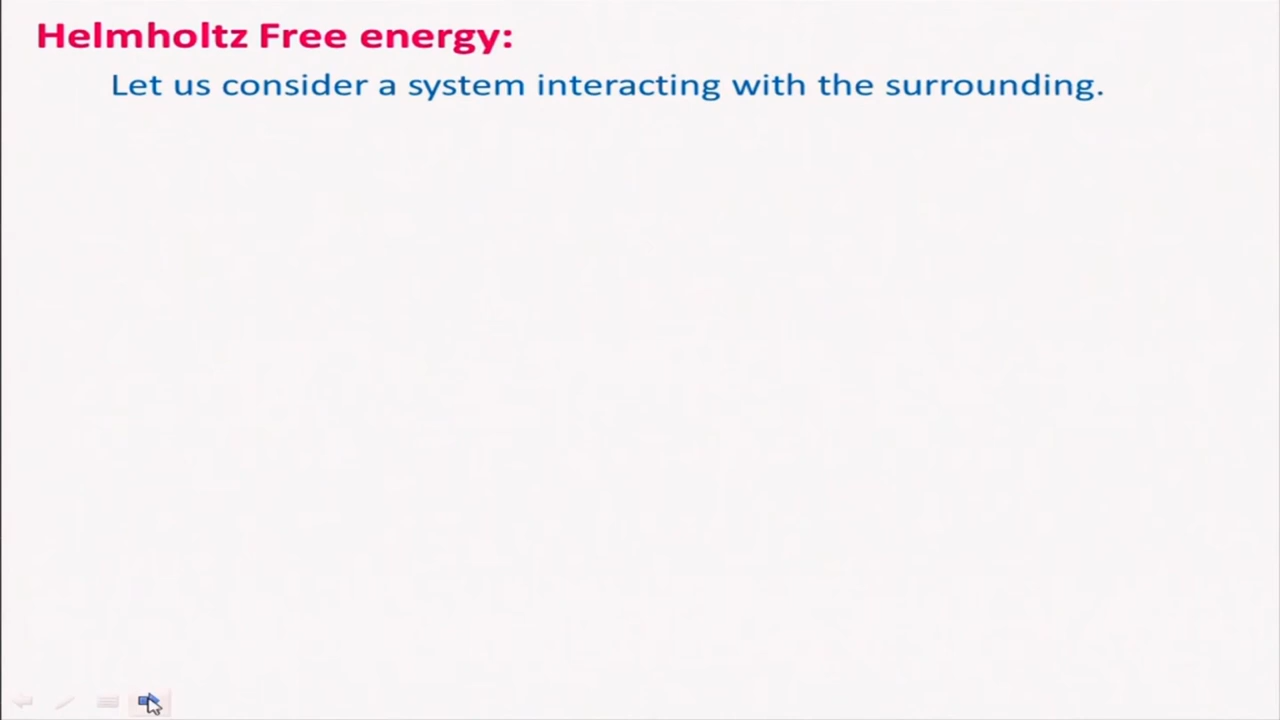 Helmholtz Free energy:
Let us consider a system interacting with the surrounding.